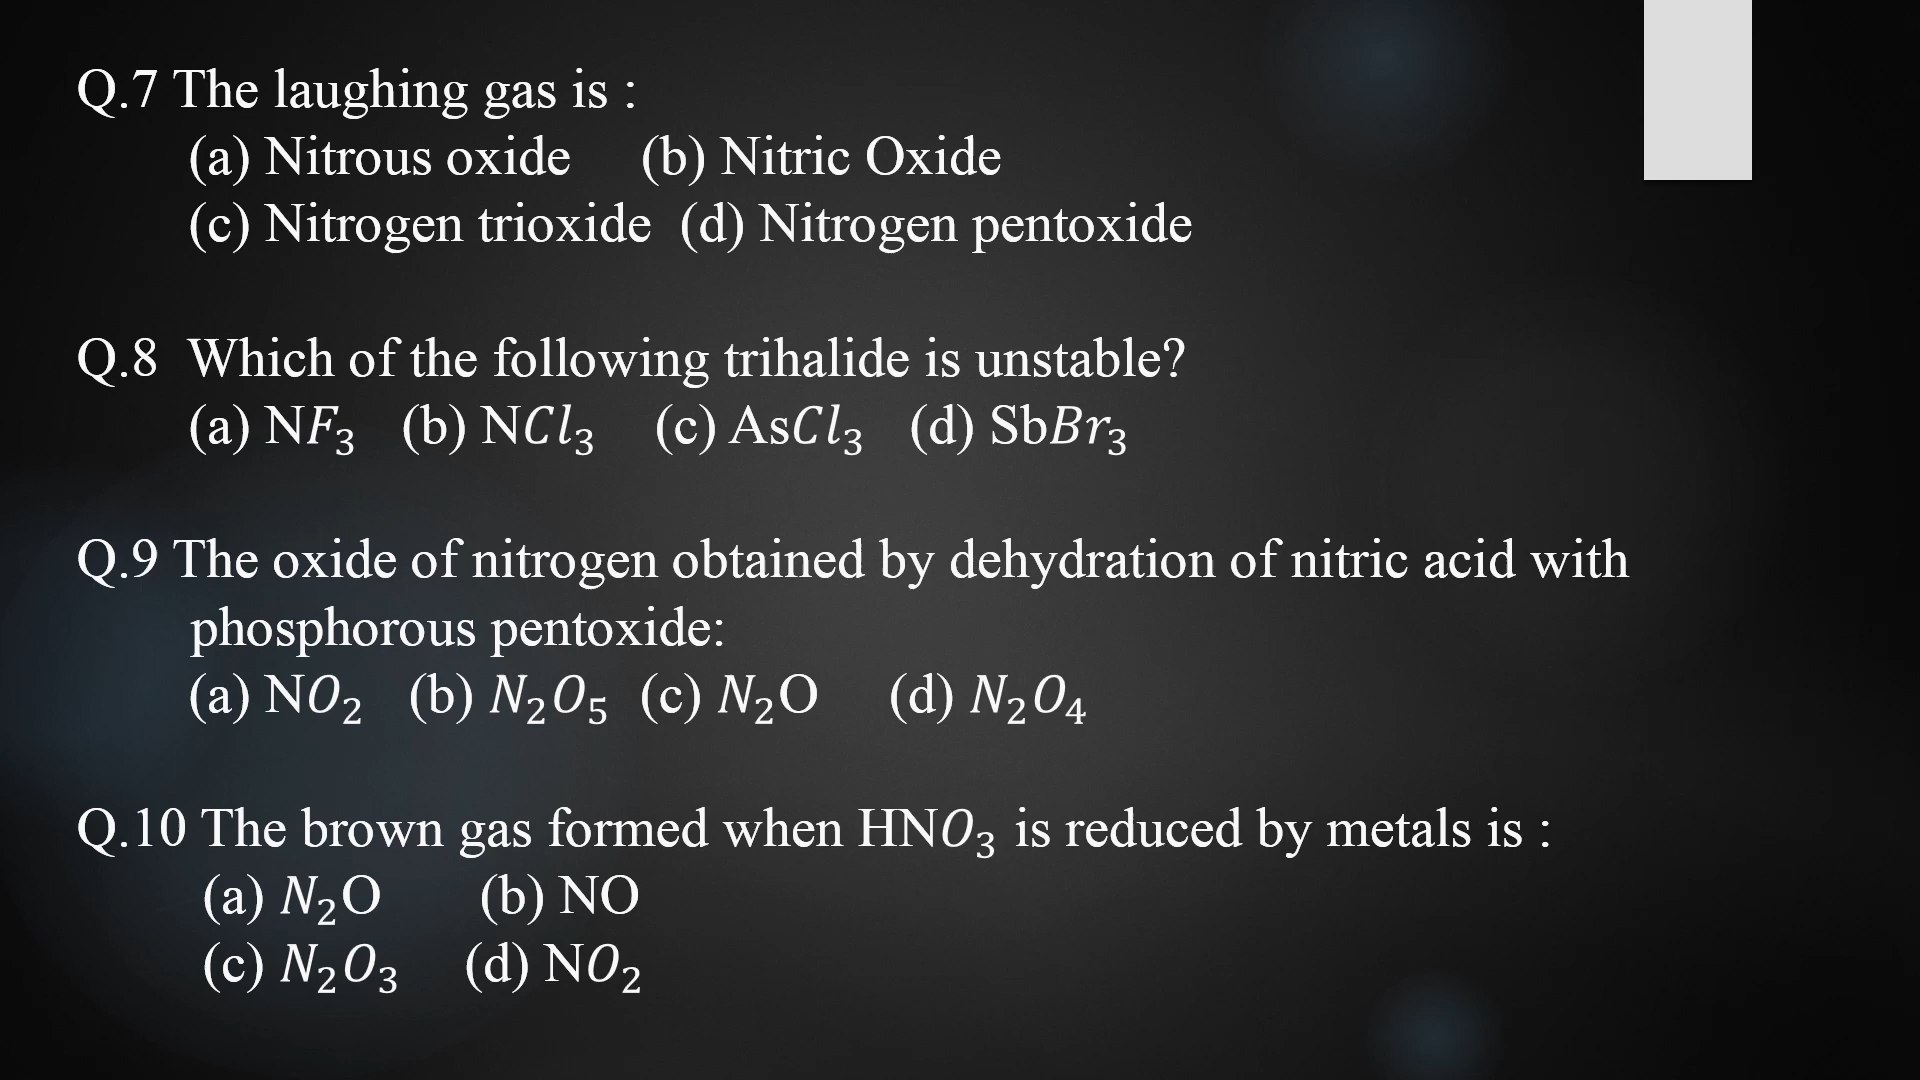 Q.7 The laughing gas is :
(a) Nitrous oxide (b) Nitric Oxide
(c) Nitrogen trioxide (d) Nitrogen pentoxide
Q.8 Which of the following trihalide is unstable?
(a) NF₃ (b) NCl₃ (c) AsCl₃ (d) SbBr₃
Q.9 The oxide of nitrogen obtained by dehydration of nitric acid with
phosphorous pentoxide:
(a) NO₂ (b) N₂O₅ (c) N₂O (d) N₂O₄
Q.10 The brown gas formed when HNO₃ is reduced by metals is :
(a) N₂O (b) NO
(c) N₂O₃ (d) NO₂